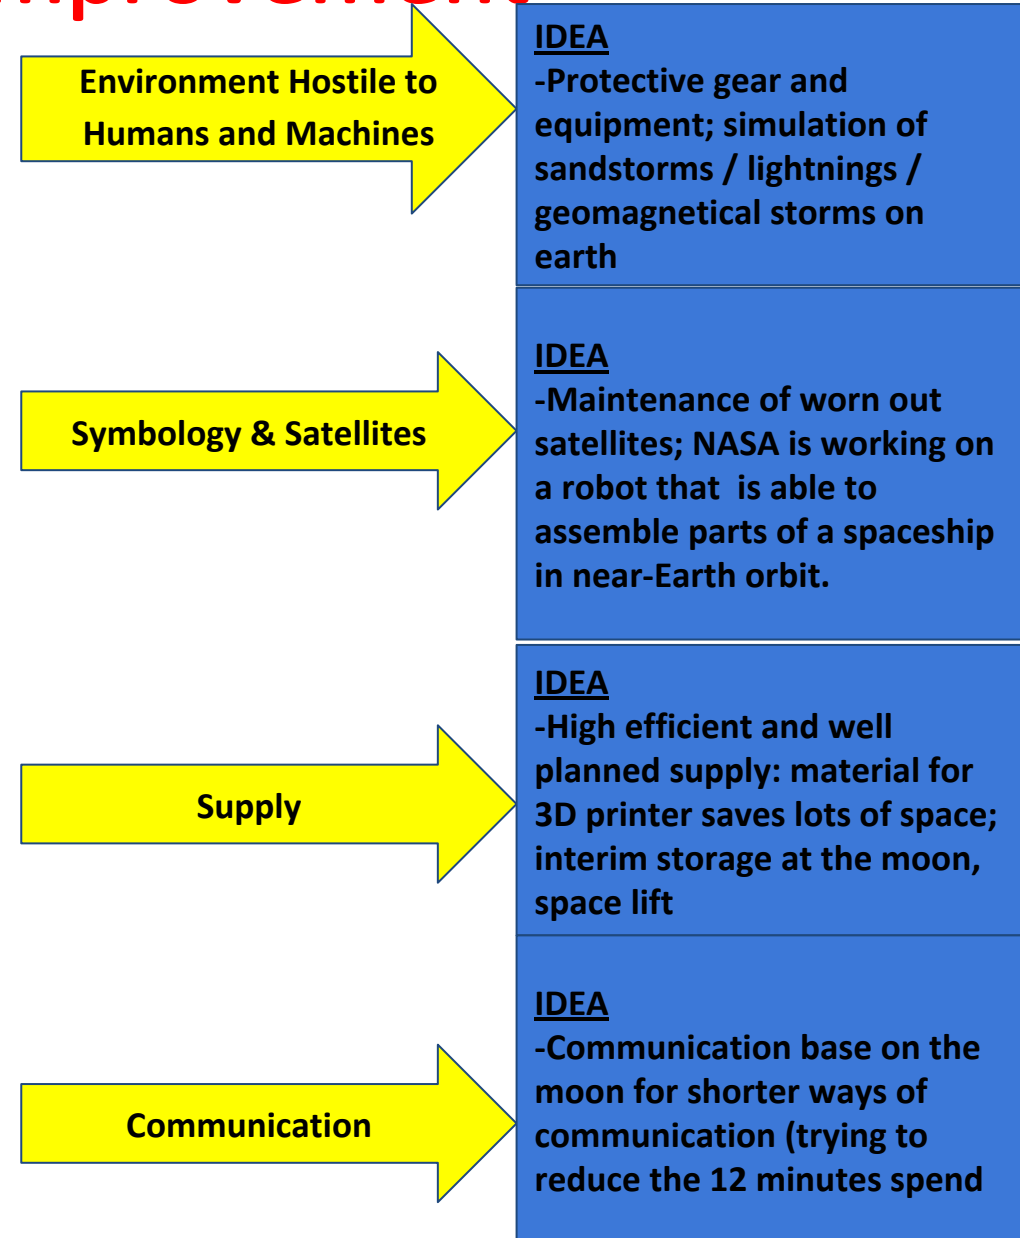 Improvement
Environment Hostile to
Humans and Machines
IDEA
-Protective gear and
equipment; simulation of
sandstorms / lightnings /
geomagnetical storms on
earth
Symbology & Satellites
IDEA
-Maintenance of worn out
satellites; NASA is working on
a robot that  is able to
assemble parts of a spaceship
in near-Earth orbit.
Supply
IDEA
-High efficient and well
planned supply: material for
3D printer saves lots of space;
interim storage at the moon,
space lift
Communication
IDEA
-Communication base on the
moon for shorter ways of
communication (trying to
reduce the 12 minutes spend